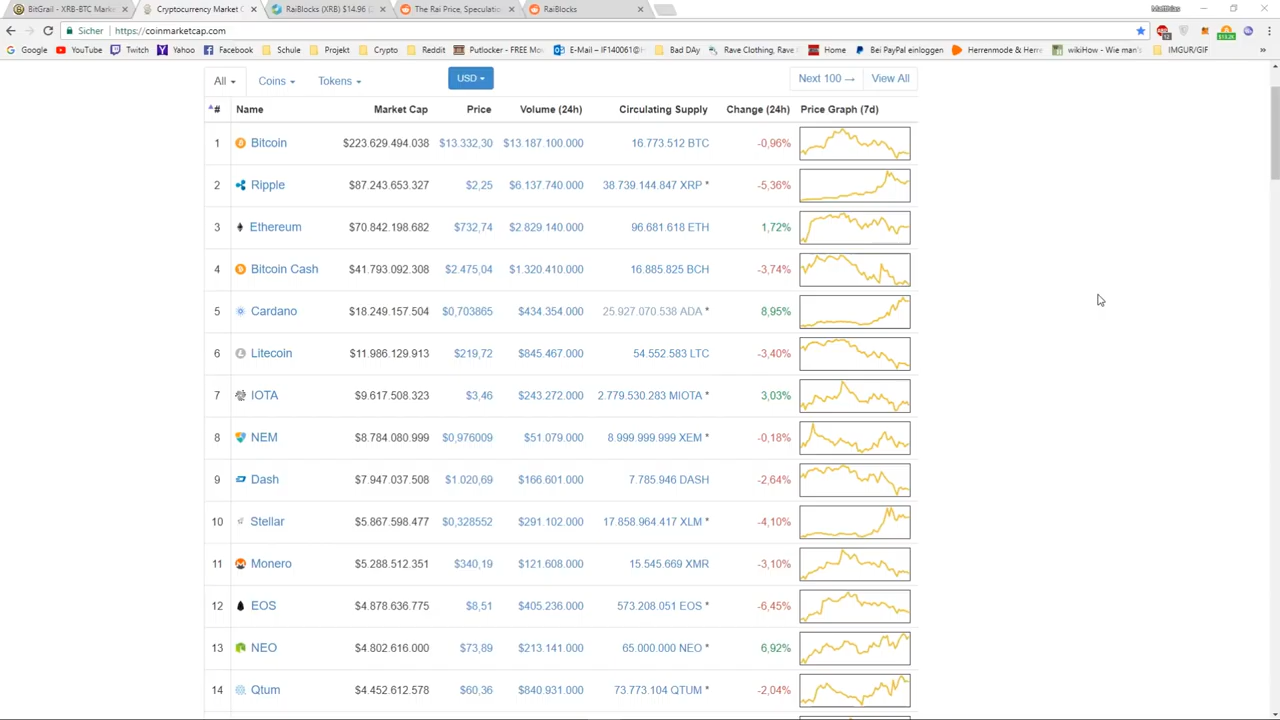 BitGrail - XRB-BTC Market
Cryptocurrency Market C
RaiBlocks (XRB) $14.96 (2
The Rai Price, Speculation
RaiBlocks
Matthias
Sicher | https://coinmarketcap.com
Google YouTube Twitch Yahoo Facebook Schule Projekt Crypto Reddit Putlocker - FREE Mov E-Mail – IF140061@ Bad DAy Rave Clothing, Rave Home Bei PayPal einloggen Herrenmode & Herre wikiHow - Wie man's IMGUR/GIF
All Coins Tokens USD Next 100 → View All
# Name Market Cap Price Volume (24h) Circulating Supply Change (24h) Price Graph (7d)
1 Bitcoin $223.629.494.038 $13.332,30 $13.187.100.000 16.773.512 BTC -0,96%
2 Ripple $87.243.653.327 $2,25 $6 137.740.000 38 739 144.847 XRP * -5,36%
3 Ethereum $70 842.198.682 $732,74 $2.829 140.000 96.681 618 ETH 1,72%
4 Bitcoin Cash $41.793.092.308 $2.475,04 $1.320.410.000 16.885 825 BCH -3,74%
5 Cardano $18.249.157.504 $0,703865 $434.354 000 25.927 070.538 ADA * 8,95%
6 Litecoin $11 986.129 913 $219,72 $845.467.000 54 552.583 LTC -3,40%
7 IOTA $9.617.508.323 $3,46 $243.272 000 2.779.530.283 MIOTA * 3,03%
8 NEM $8 784.080.999 $0,976009 $51.079.000 8 999.999 999 XEM * -0,18%
9 Dash $7.947 037.508 $1.020,69 $166.601 000 7.785.946 DASH -2,64%
10 Stellar $5 867.598.477 $0,328552 $291.102 000 17.858 964.417 XLM * -4,10%
11 Monero $5 288.512.351 $340,19 $121.608 000 15.545 669 XMR -3,10%
12 EOS $4 878 636.775 $8,51 $405.236 000 573.208.051 EOS * -6,45%
13 NEO $4 802.616.000 $73,89 $213.141 000 65.000.000 NEO * 6,92%
14 Qtum $4 452.612.578 $60,36 $840.931.000 73.773.104 QTUM * -2,04%